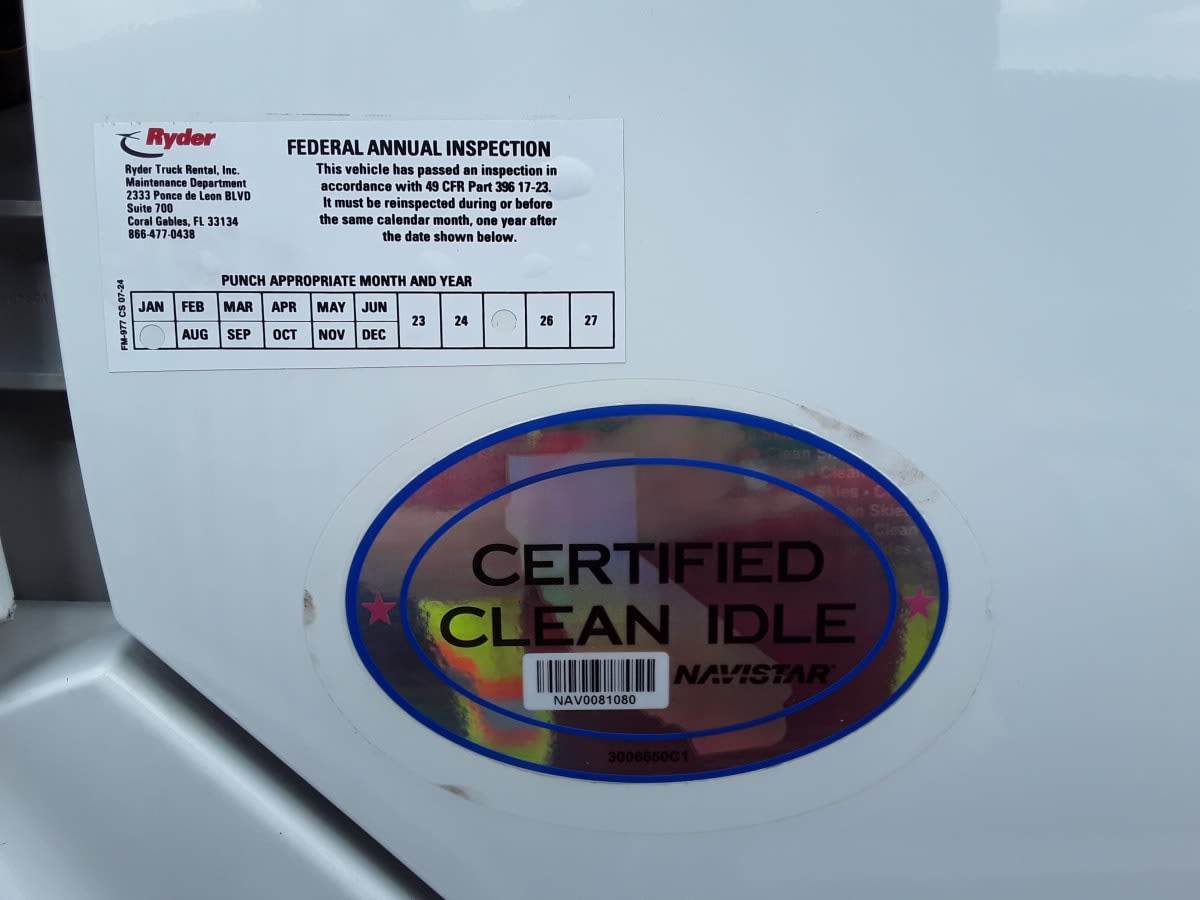 Ryder
Ryder Truck Rental, Inc.
Maintenance Department
2333 Ponce de Leon BLVD
Suite 700
Coral Gables, FL 33134
866-477-0438
FEDERAL ANNUAL INSPECTION
This vehicle has passed an inspection in
accordance with 49 CFR Part 396 17-23.
It must be reinspected during or before
the same calendar month, one year after
the date shown below.
PUNCH APPROPRIATE MONTH AND YEAR
FM-977 CS 07-24
JAN FEB MAR APR MAY JUN 23 24 26 27
AUG SEP OCT NOV DEC
Clean
Clean
Skies
Clean
CERTIFIED
CLEAN IDLE
NAVISTAR
NAV0081080
3006650C1